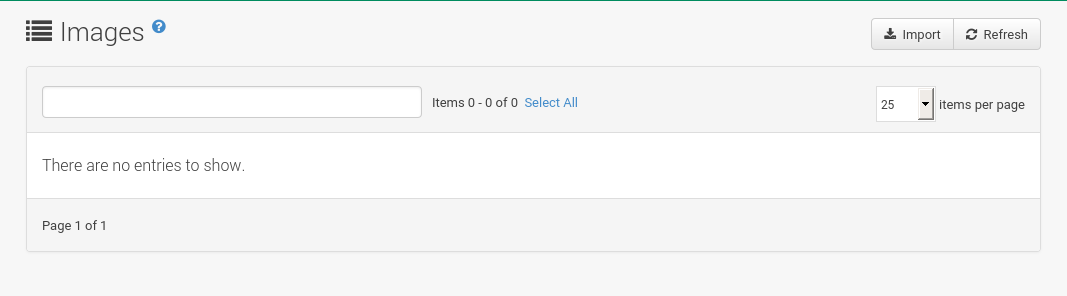 Images ?
Import Refresh
Items 0 - 0 of 0 Select All
25 items per page
There are no entries to show.
Page 1 of 1